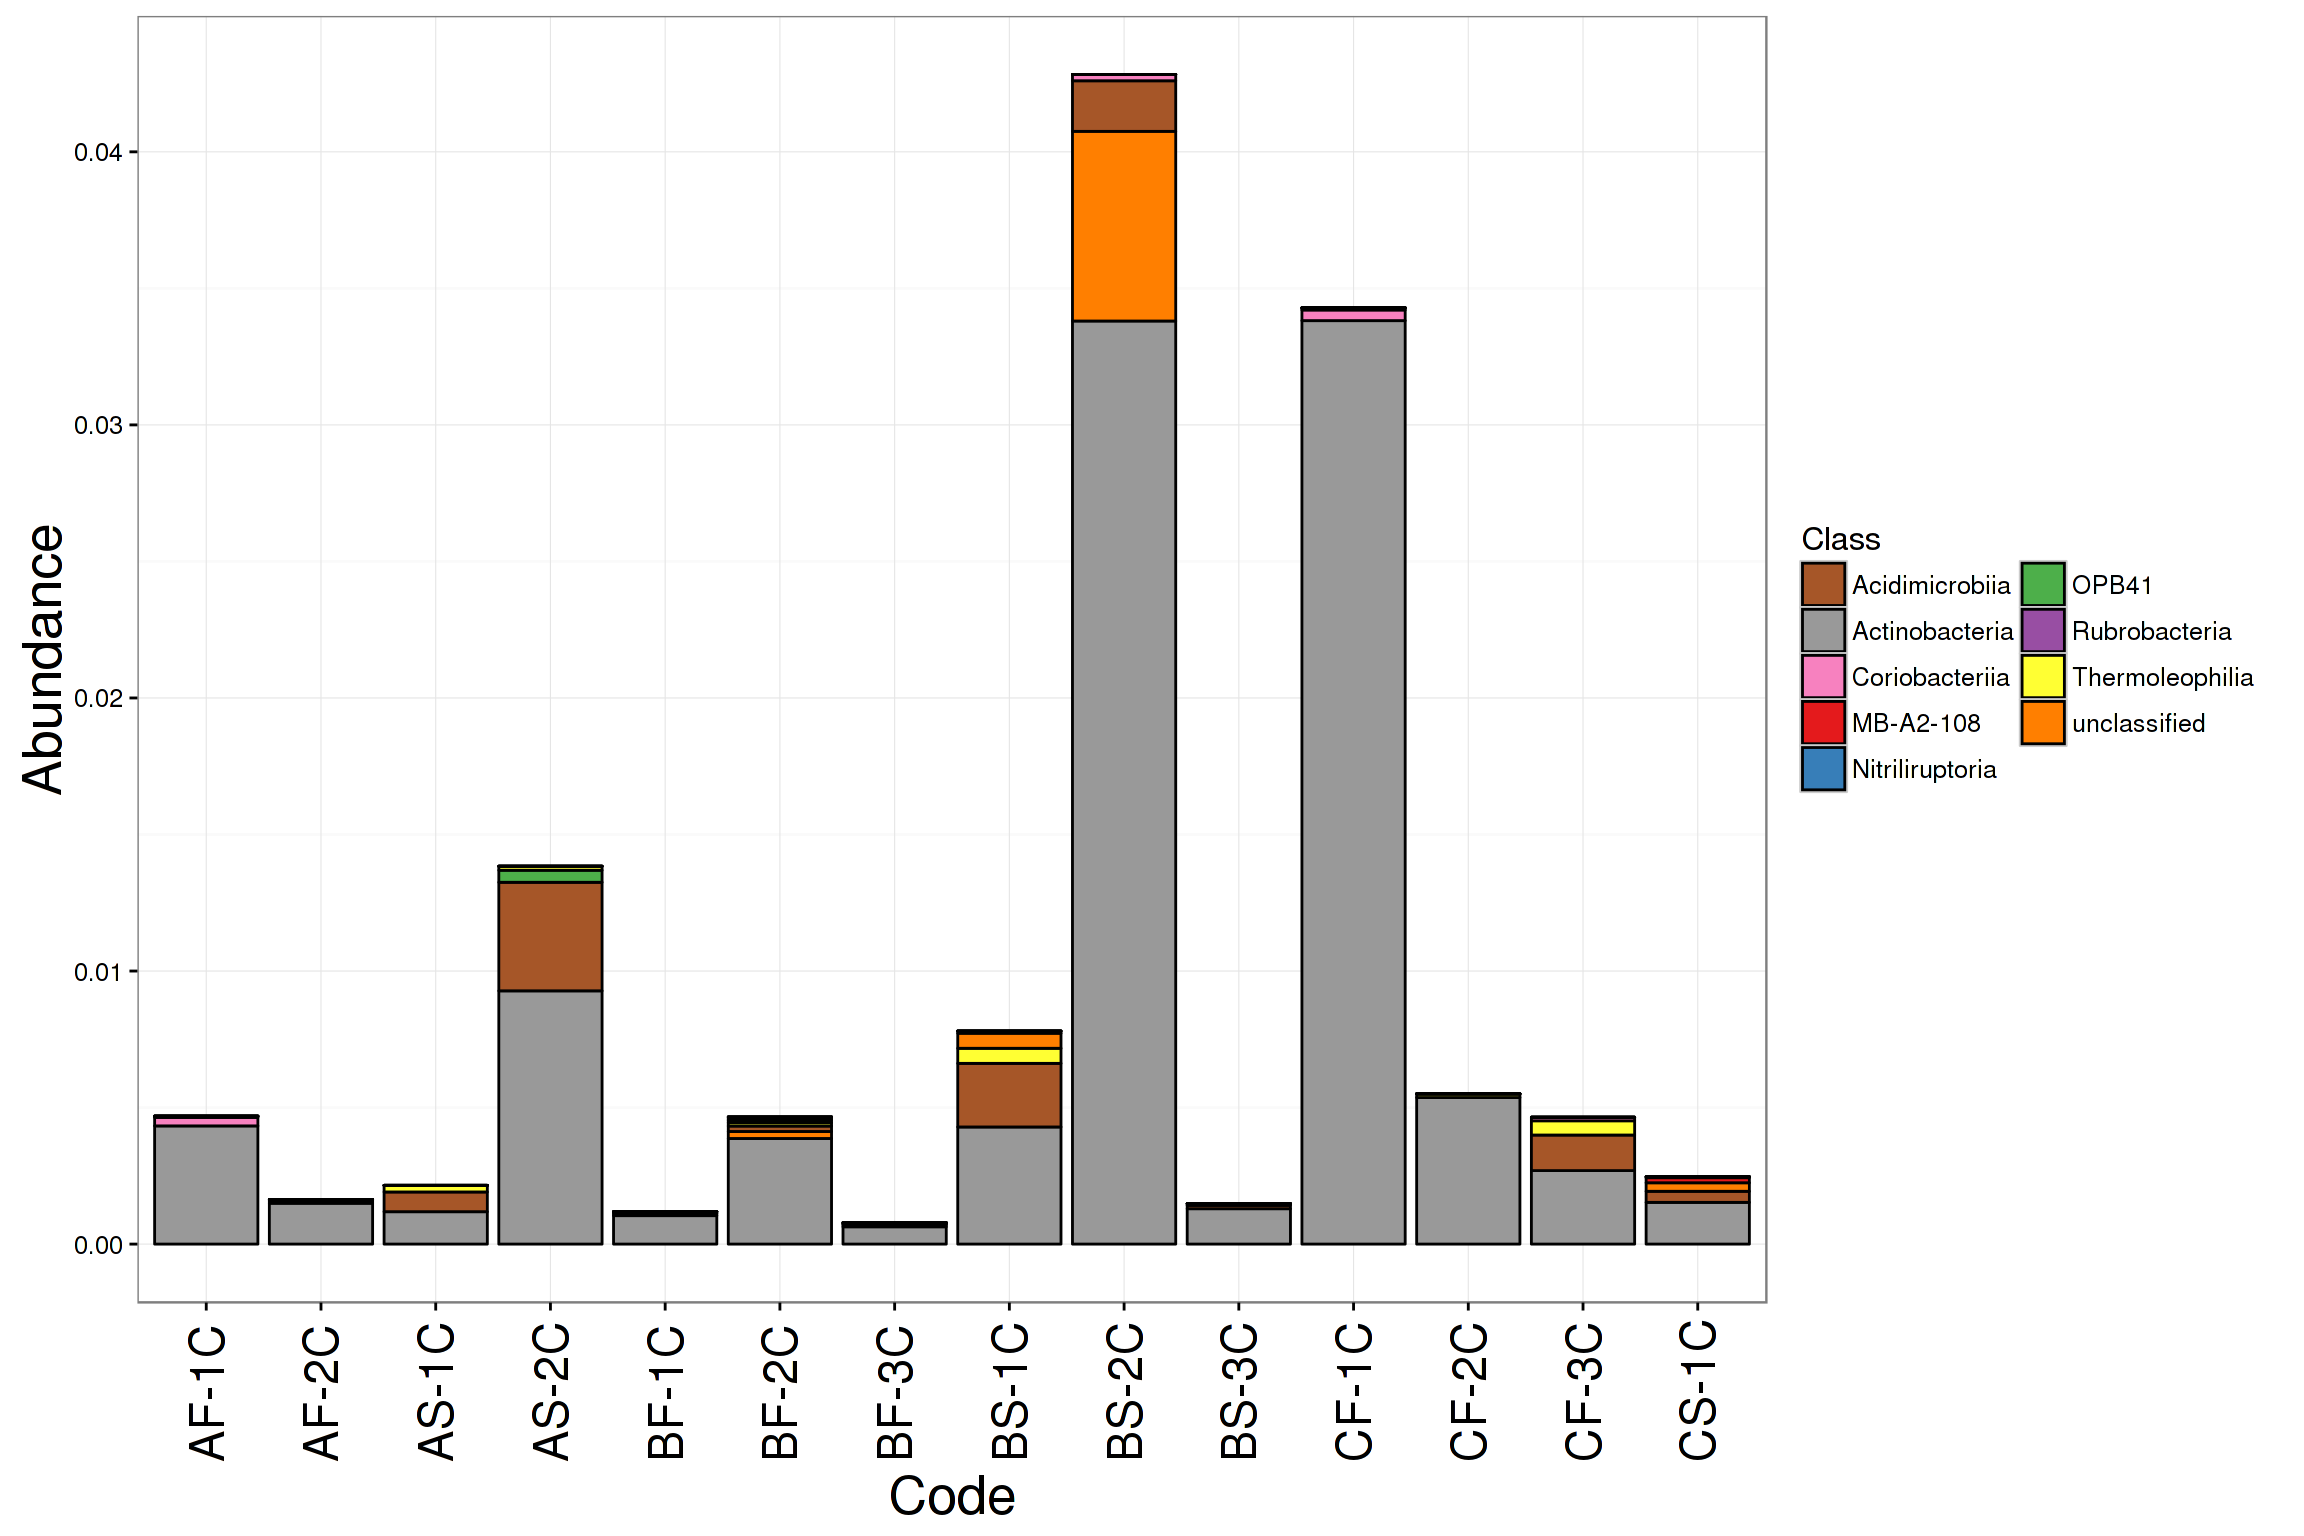 Abundance
0.04
0.03
0.02
0.01
0.00
AF-1C
AF-2C
AS-1C
AS-2C
BF-1C
BF-2C
BF-3C
BS-1C
BS-2C
BS-3C
CF-1C
CF-2C
CF-3C
CS-1C
Code
Class
Acidimicrobiia
Actinobacteria
Coriobacteriia
MB-A2-108
Nitriliruptoria
OPB41
Rubrobacteria
Thermoleophilia
unclassified